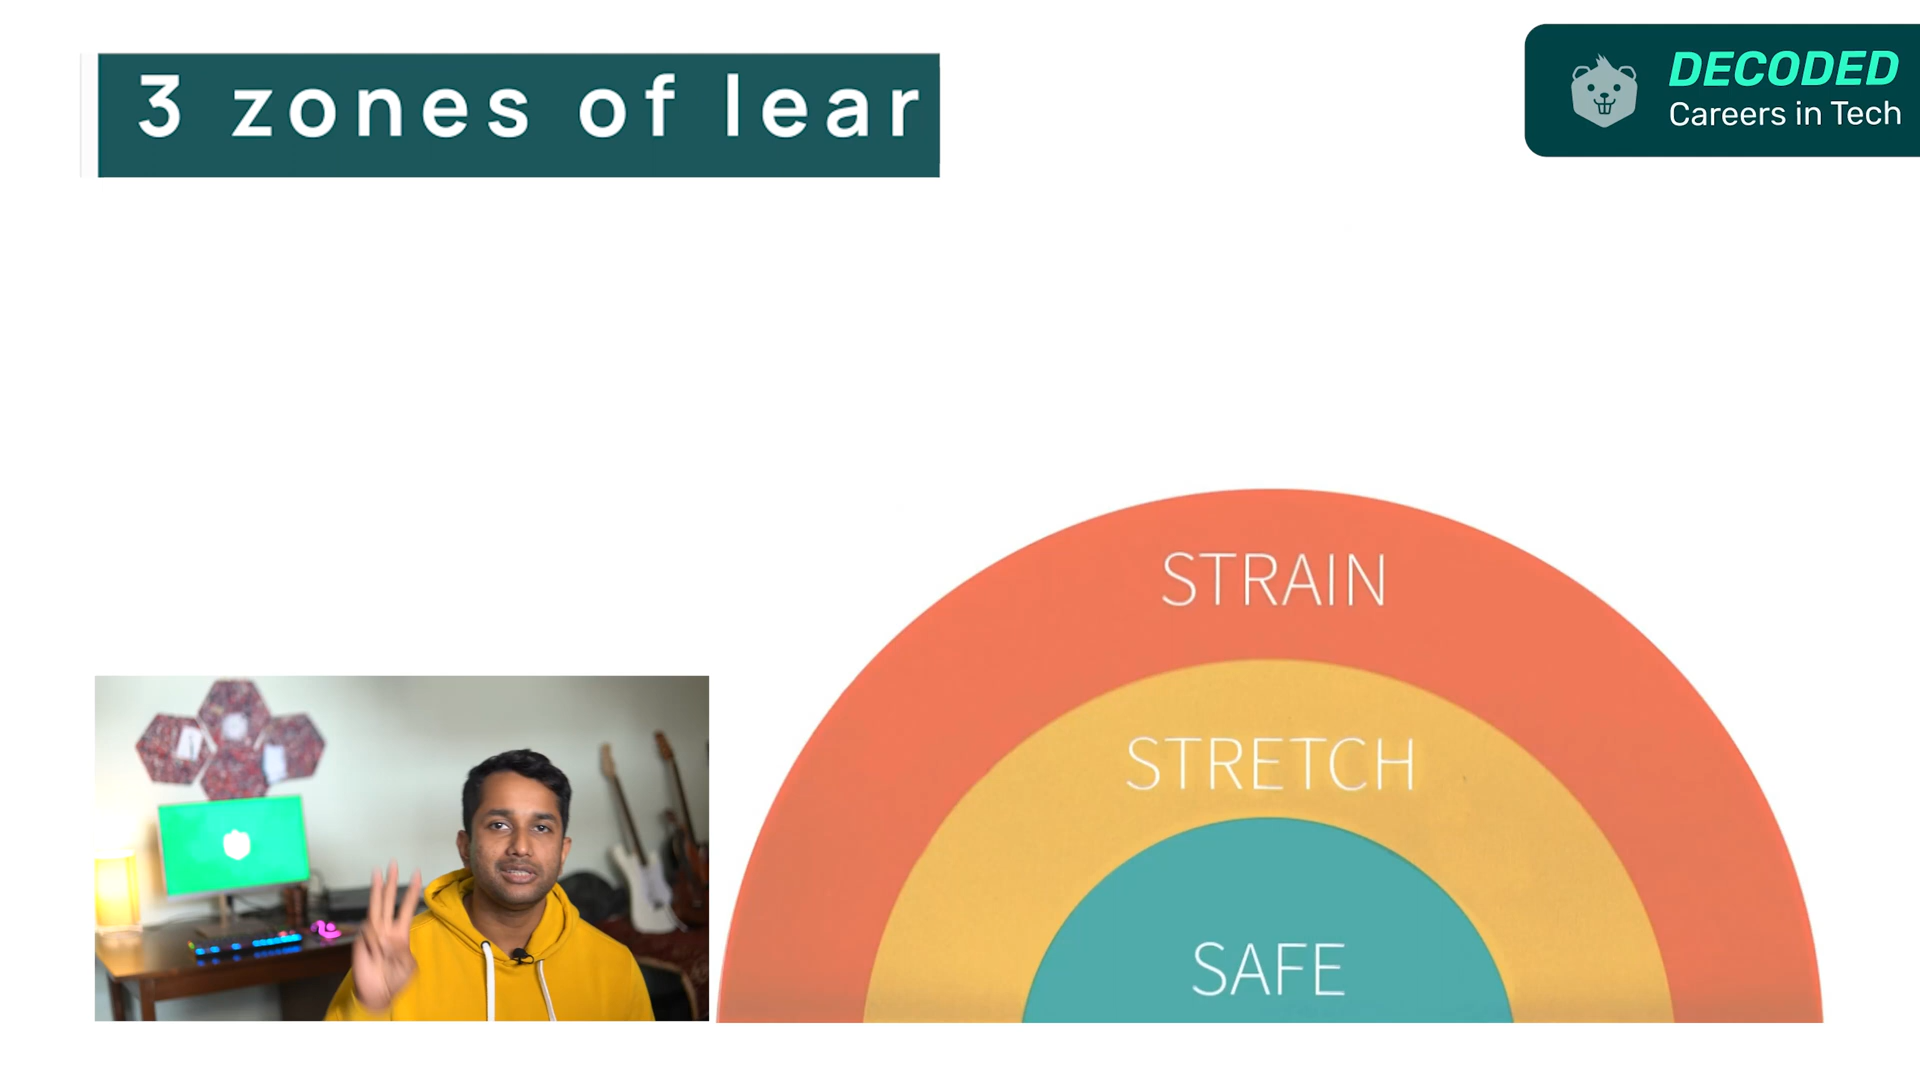 3 zones of lear
DECODED
Careers in Tech
STRAIN
STRETCH
SAFE